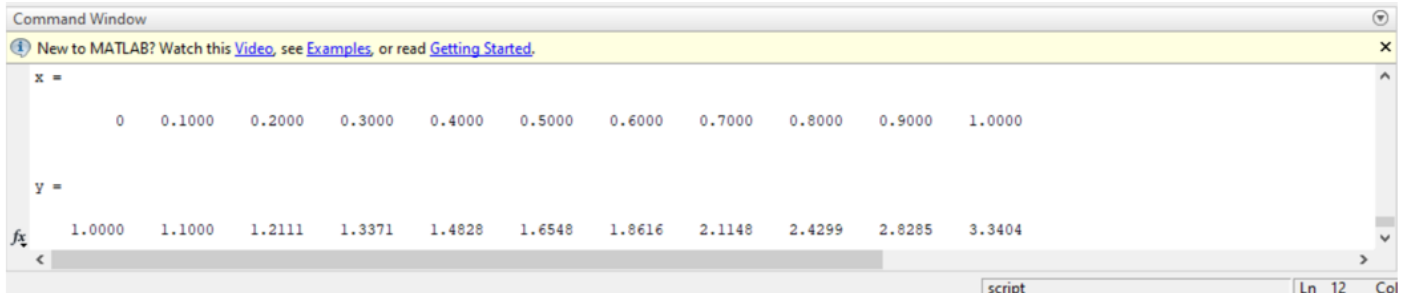 Command Window
New to MATLAB? Watch this Video, see Examples, or read Getting Started.
x =
0 0.1000 0.2000 0.3000 0.4000 0.5000 0.6000 0.7000 0.8000 0.9000 1.0000
y =
fx 1.0000 1.1000 1.2111 1.3371 1.4828 1.6548 1.8616 2.1148 2.4299 2.8285 3.3404
script Ln 12 Col